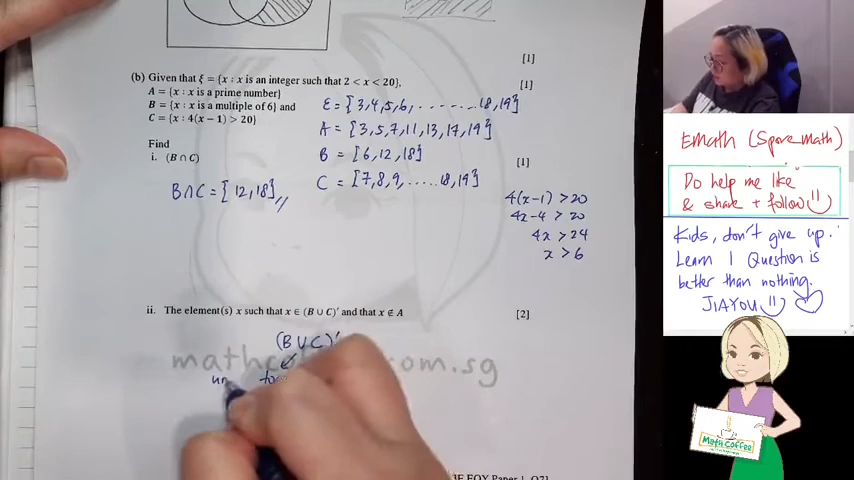 [1]
(b) Given that ξ = {x : x is an integer such that 2 < x < 20},
[1]
A = {x : x is a prime number}
B = {x : x is a multiple of 6} and
C = {x : 4(x − 1) > 20}
ξ = {3,4,5,6, ........18,19}
A = {3,5,7,11,13,17,19}
B = {6,12,18}
C = {7,8,9,.....18,19}
Find
i. (B ∩ C)
[1]
B∩C = {12,18}//
4(x-1) > 20
4x-4 > 20
4x > 24
x > 6
ii. The element(s) x such that x ∈ (B ∪ C)′ and that x ∉ A
[2]
(B ∪ C)'
.com.sg
EMath (Spore math)
Do help me like
& share + follow
Kids, don't give up.
Learn 1 Question is
better than nothing.
JIAYOU
Math Coffee